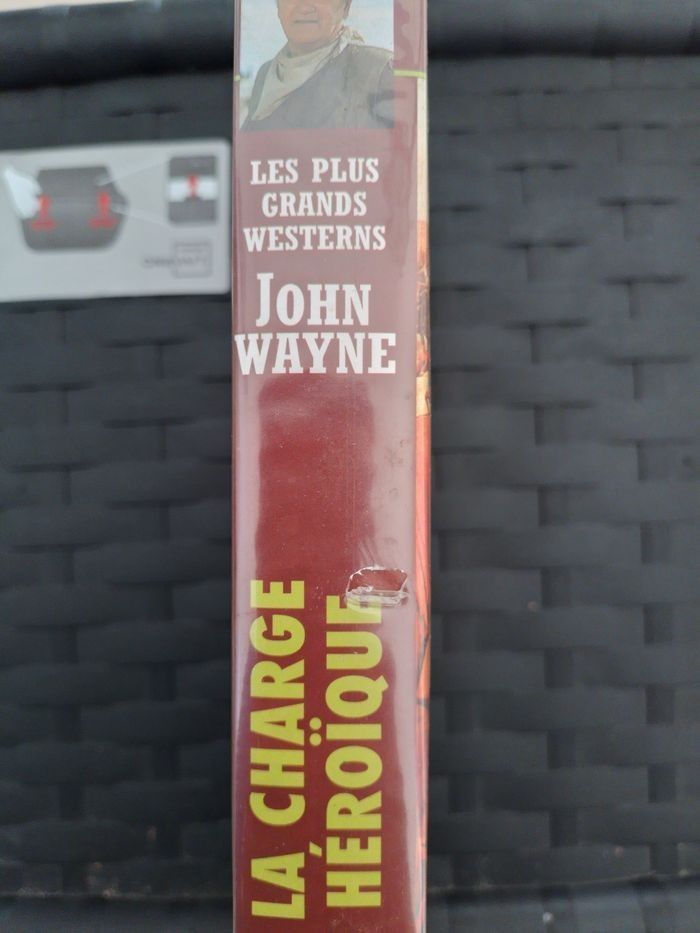 LES PLUS
GRANDS
WESTERNS
JOHN
WAYNE
LA CHARGE
HÉROÏQUE